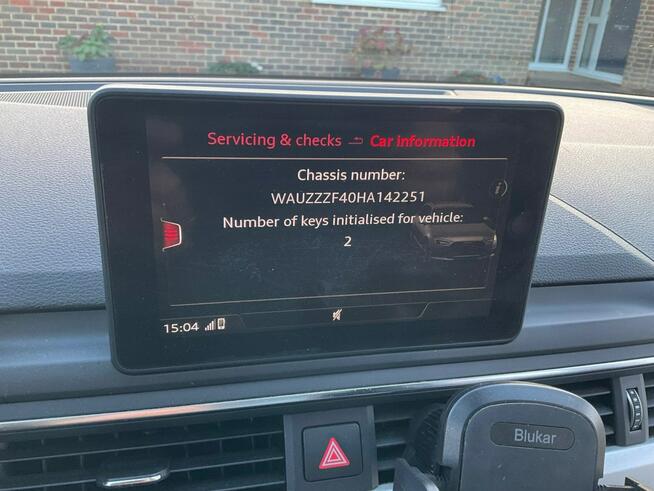 Servicing & checks Car information
Chassis number:
WAUZZZF40HA142251
Number of keys initialised for vehicle:
2
15:04
Blukar